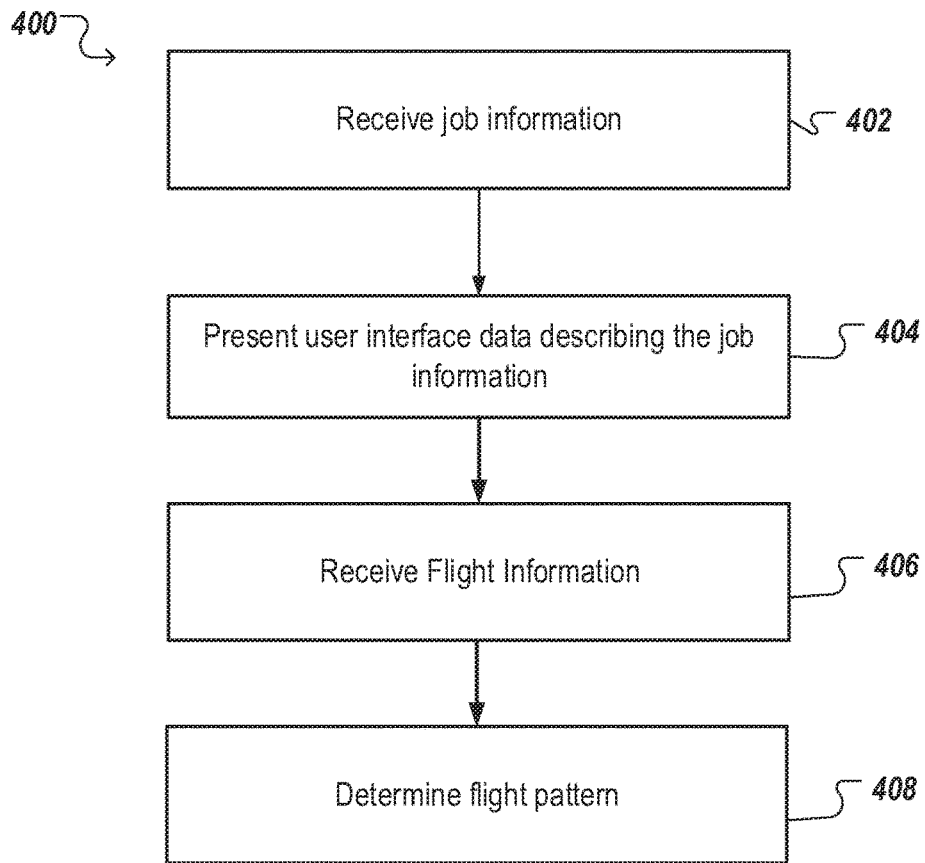 400
Receive job information
402
Present user interface data describing the job
information
404
Receive Flight Information
406
Determine flight pattern
408